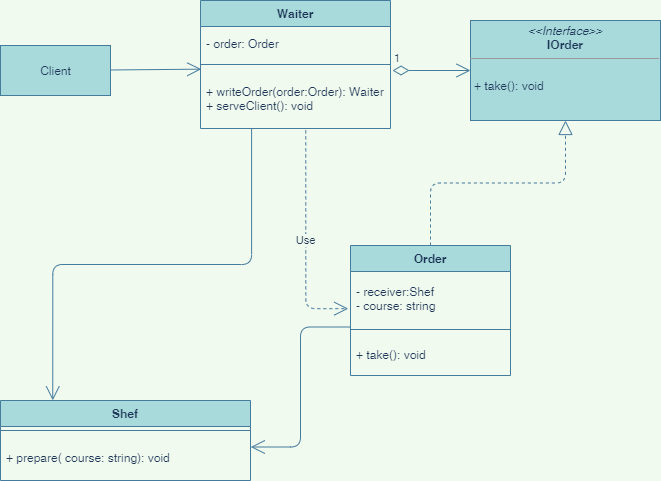 Client
Waiter
- order: Order
+ writeOrder(order:Order): Waiter
+ serveClient(): void
1
<<Interface>>
IOrder
+ take(): void
Use
Order
- receiver:Shef
- course: string
+ take(): void
Shef
+ prepare( course: string): void